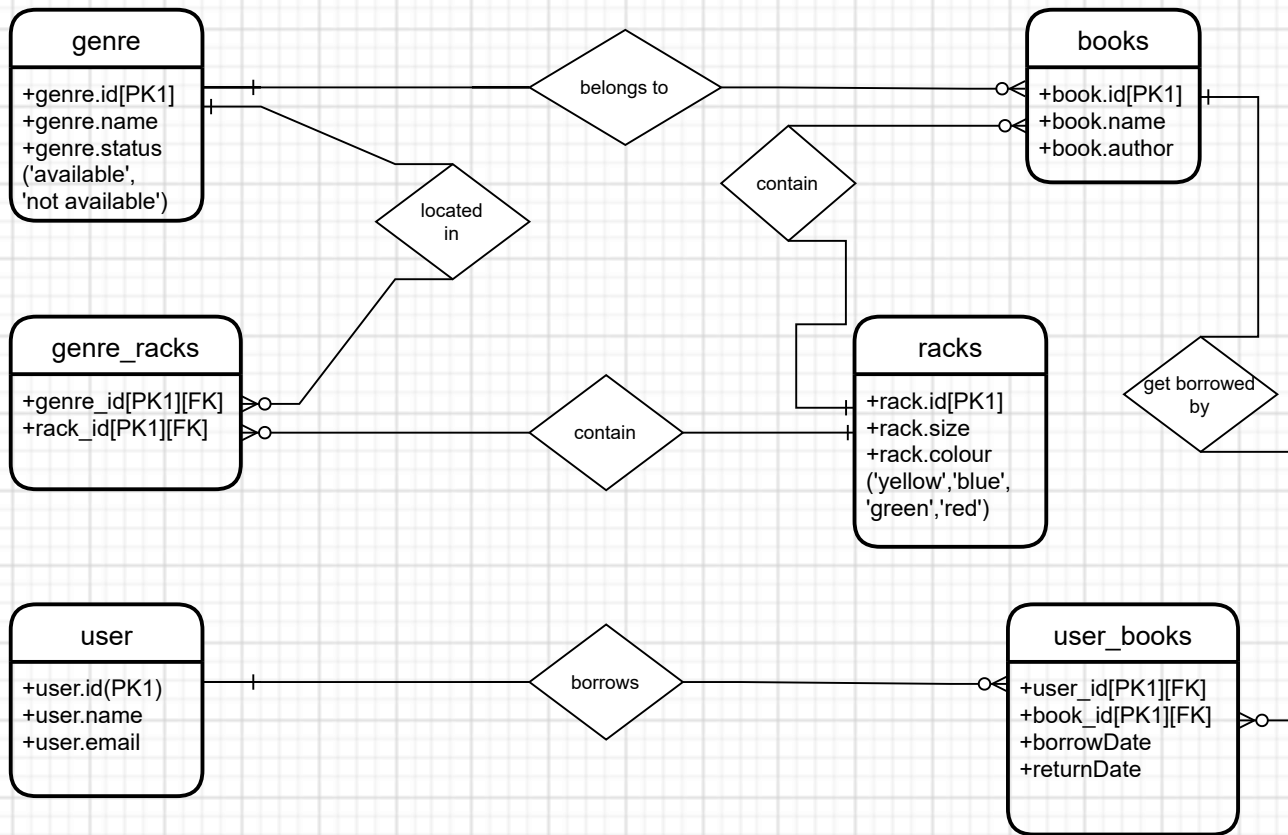 genre
+genre.id[PK1]
+genre.name
+genre.status
('available',
'not available')
belongs to
books
+book.id[PK1]
+book.name
+book.author
contain
located
in
genre_racks
+genre_id[PK1][FK]
+rack_id[PK1][FK]
contain
racks
+rack.id[PK1]
+rack.size
+rack.colour
('yellow','blue',
'green','red')
get borrowed
by
user
+user.id(PK1)
+user.name
+user.email
borrows
user_books
+user_id[PK1][FK]
+book_id[PK1][FK]
+borrowDate
+returnDate